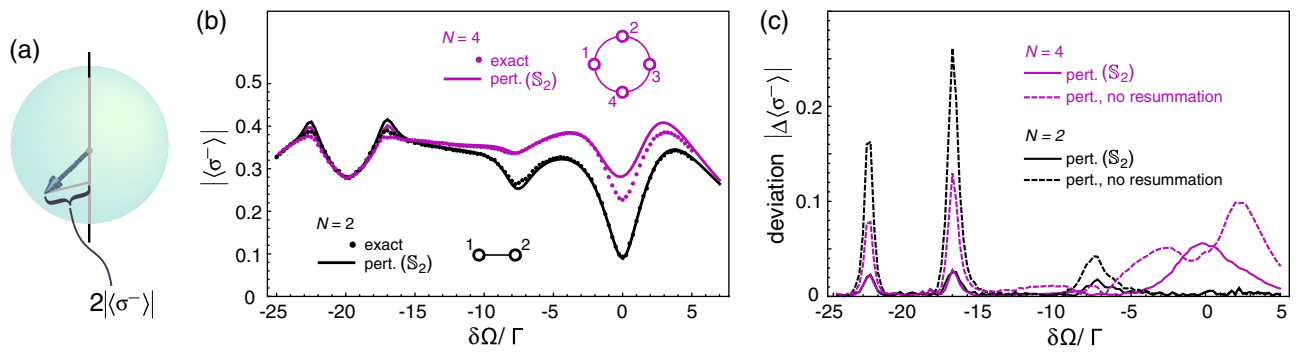 (a)
2|⟨σ⁻⟩|
(b)
|⟨σ⁻⟩|
0.5
0.4
0.3
0.2
0.1
0
N = 4
exact
pert. (𝕊₂)
1
2
3
4
N = 2
exact
pert. (𝕊₂)
1
2
-25 -20 -15 -10 -5 0 5
δΩ/ Γ
(c)
deviation |Δ⟨σ⁻⟩|
0.2
0.1
0
N = 4
pert. (𝕊₂)
pert., no resummation
N = 2
pert. (𝕊₂)
pert., no resummation
-25 -20 -15 -10 -5 0 5
δΩ/ Γ